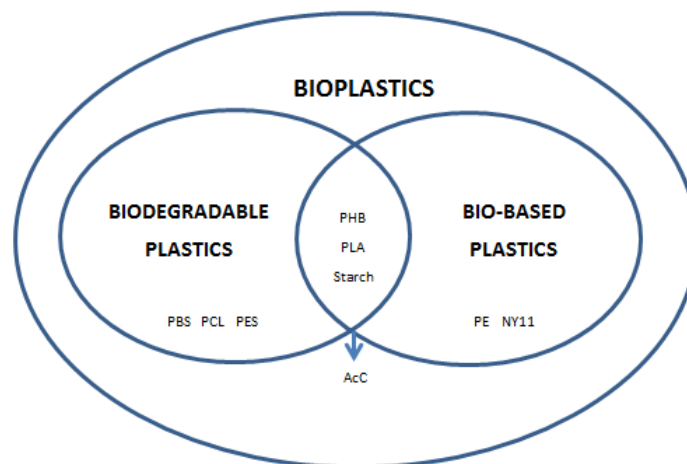 BIOPLASTICS
BIODEGRADABLE
PLASTICS
PHB
PLA
Starch
BIO-BASED
PLASTICS
PBS PCL PES
PE NY11
AcC